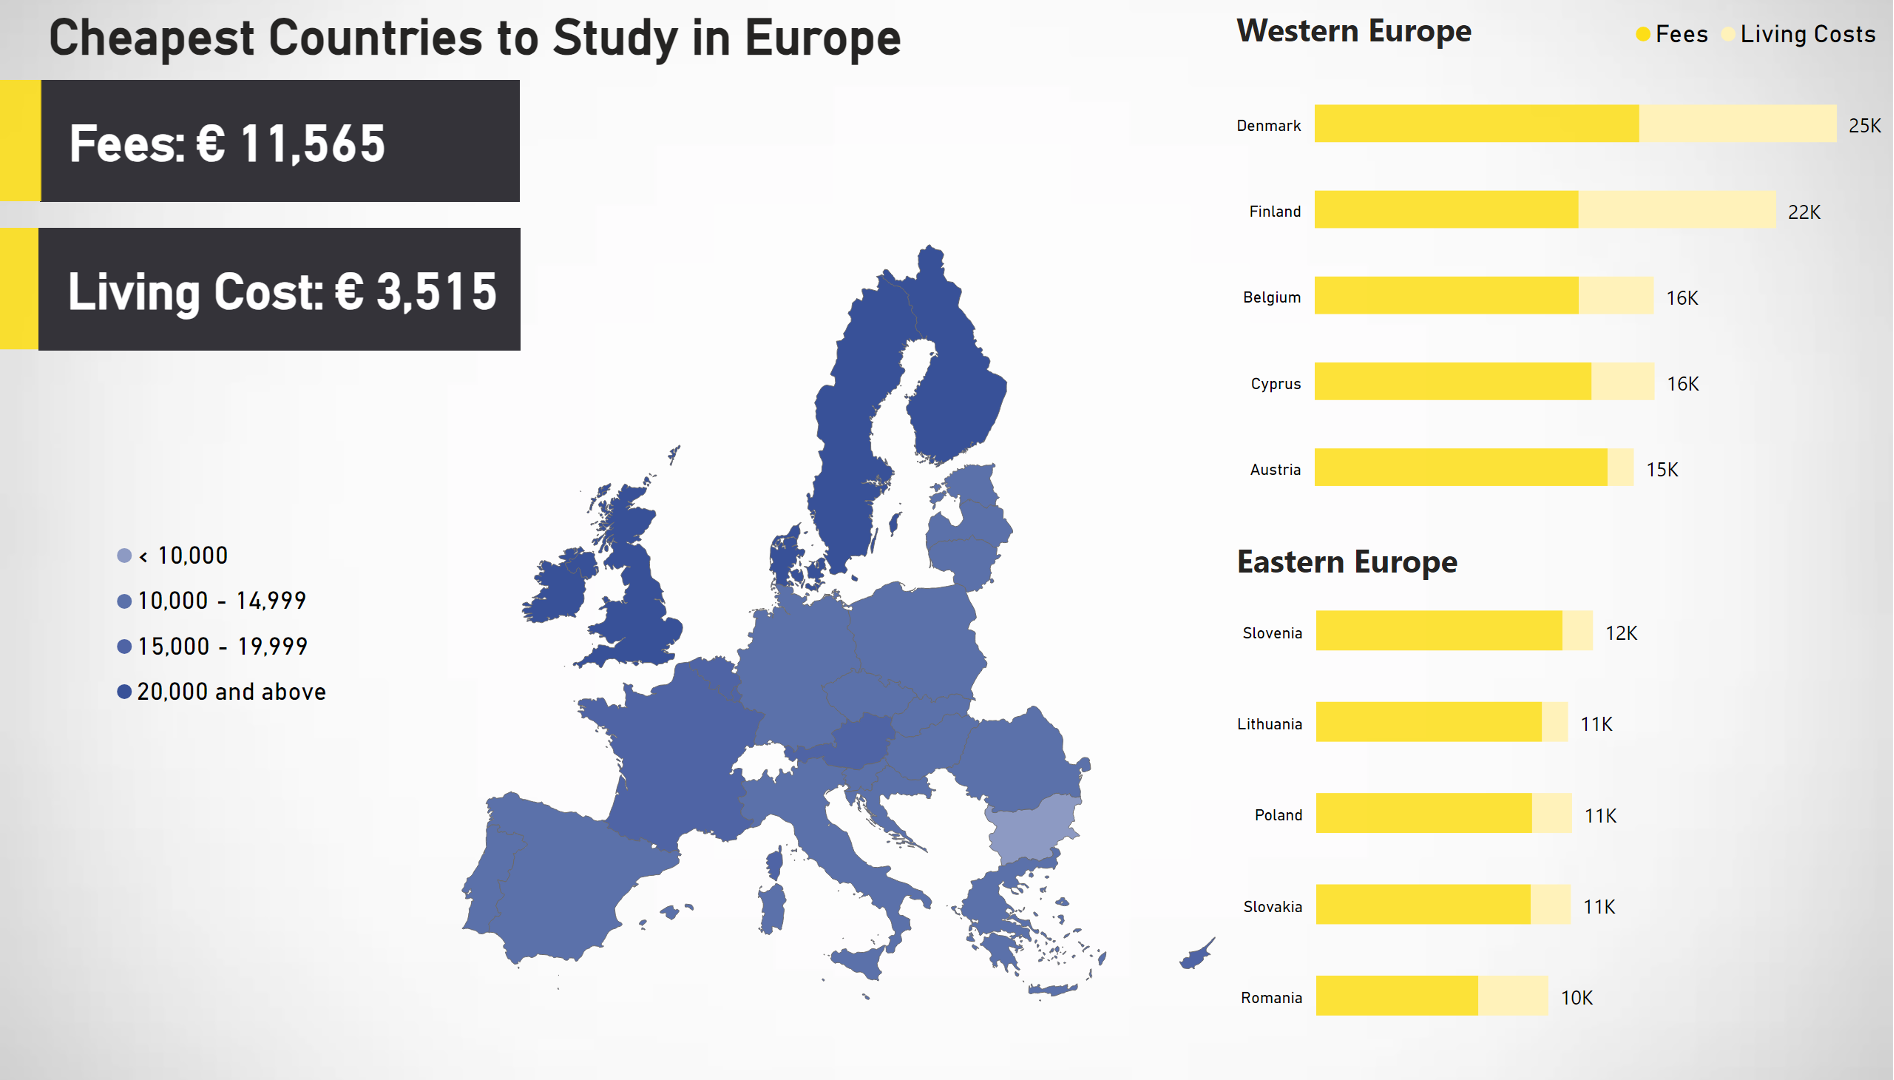 Cheapest Countries to Study in Europe
Fees: € 11,565
Living Cost: € 3,515
< 10,000
10,000 - 14,999
15,000 - 19,999
20,000 and above
Western Europe
Fees
Living Costs
Denmark 25K
Finland 22K
Belgium 16K
Cyprus 16K
Austria 15K
Eastern Europe
Slovenia 12K
Lithuania 11K
Poland 11K
Slovakia 11K
Romania 10K